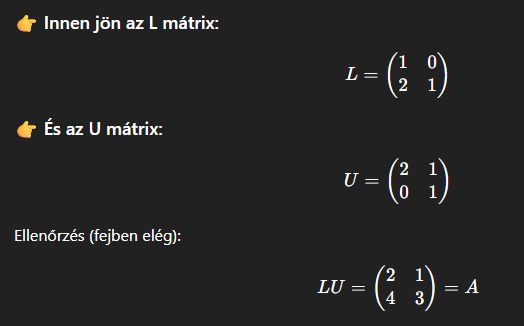 👉 Innen jön az L mátrix:
L = (1 0
2 1)
👉 És az U mátrix:
U = (2 1
0 1)
Ellenőrzés (fejben elég):
LU = (2 1
4 3) = A